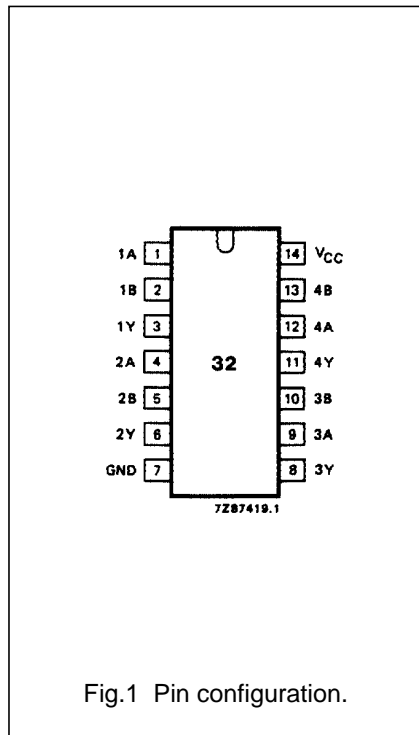 1A 1 14 VCC
1B 2 13 4B
1Y 3 12 4A
2A 4 32 11 4Y
2B 5 10 3B
2Y 6 9 3A
GND 7 8 3Y
7Z87419.1
Fig.1 Pin configuration.